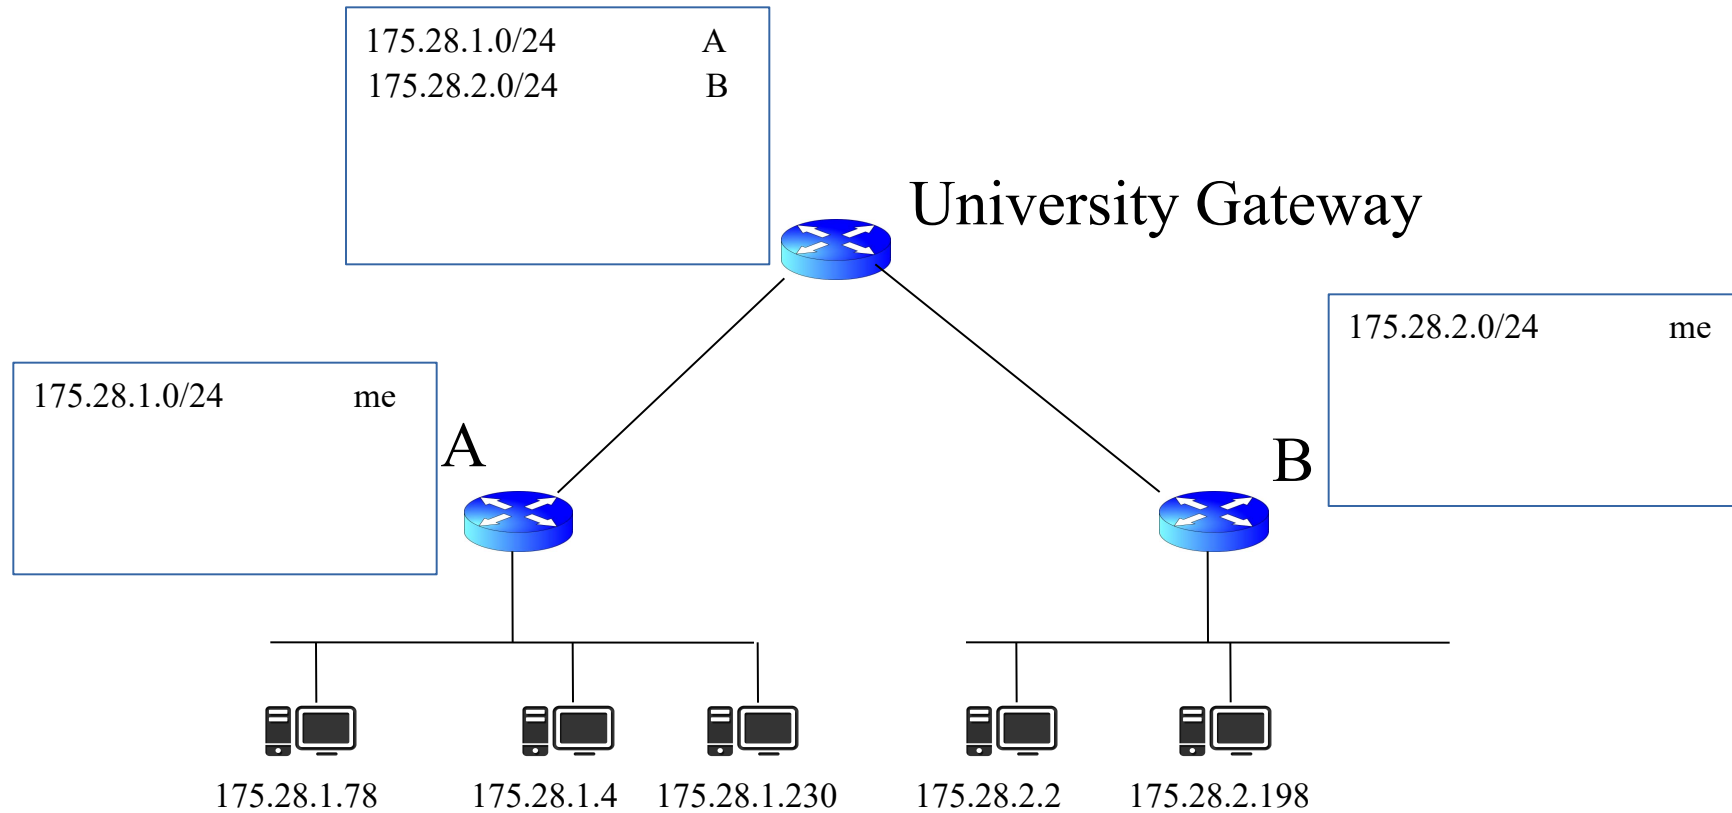 175.28.1.0/24 A
175.28.2.0/24 B
University Gateway
175.28.2.0/24 me
175.28.1.0/24 me
A
B
175.28.1.78
175.28.1.4
175.28.1.230
175.28.2.2
175.28.2.198